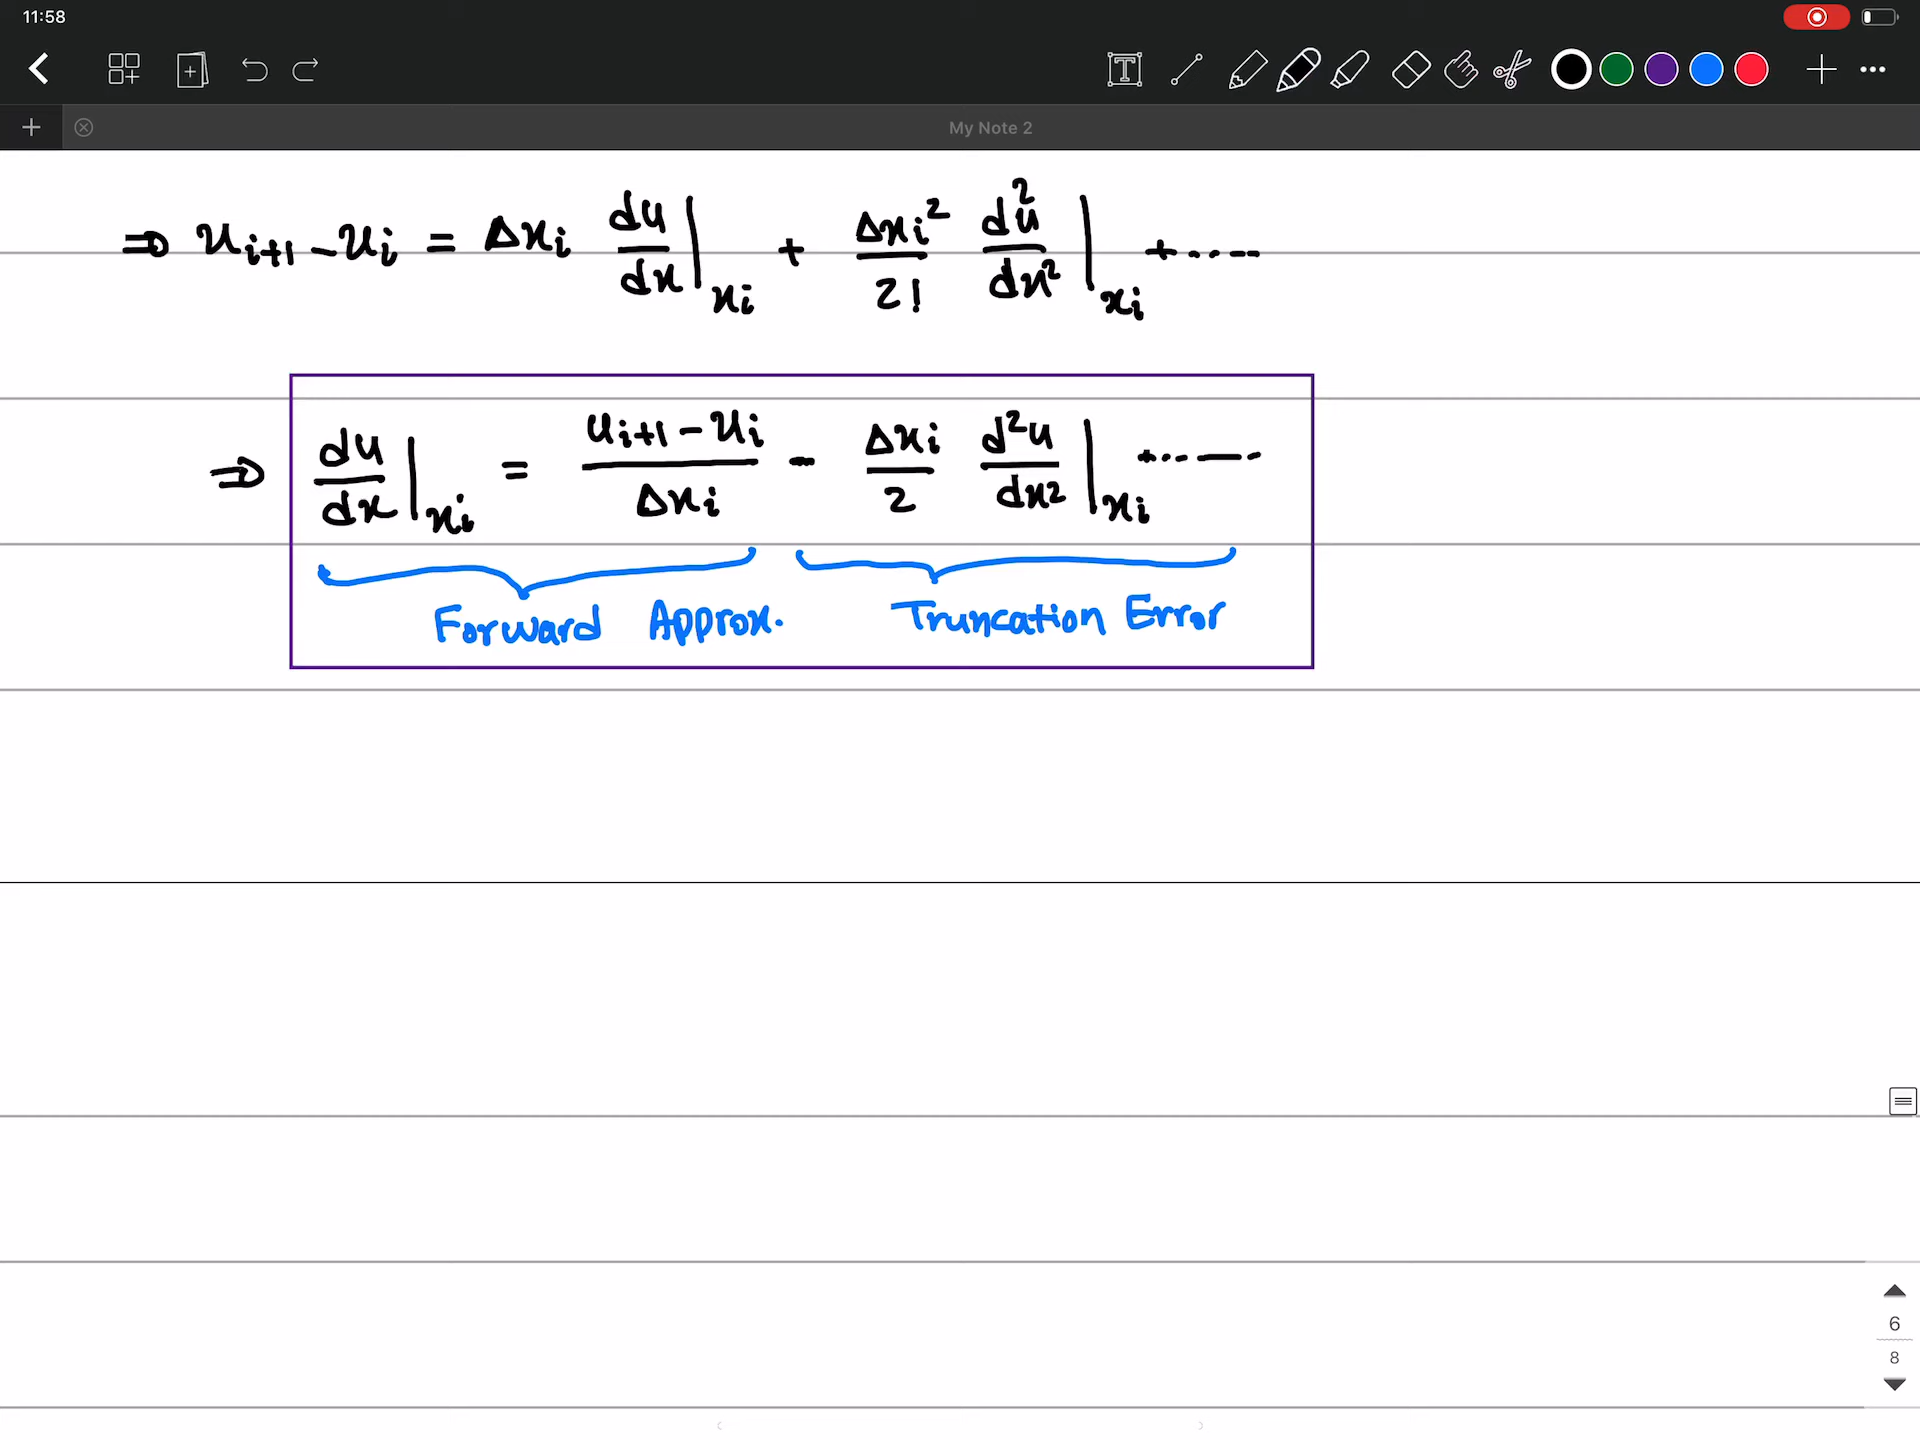 11:58
My Note 2
⇒ u_{i+1} - u_i = Δx_i du/dx|_{x_i} + Δx_i²/2! d²u/dx²|_{x_i} + .....
⇒ du/dx|_{x_i} = (u_{i+1} - u_i)/Δx_i - Δx_i/2 d²u/dx²|_{x_i} + .....
Forward Approx. Truncation Error
6
8